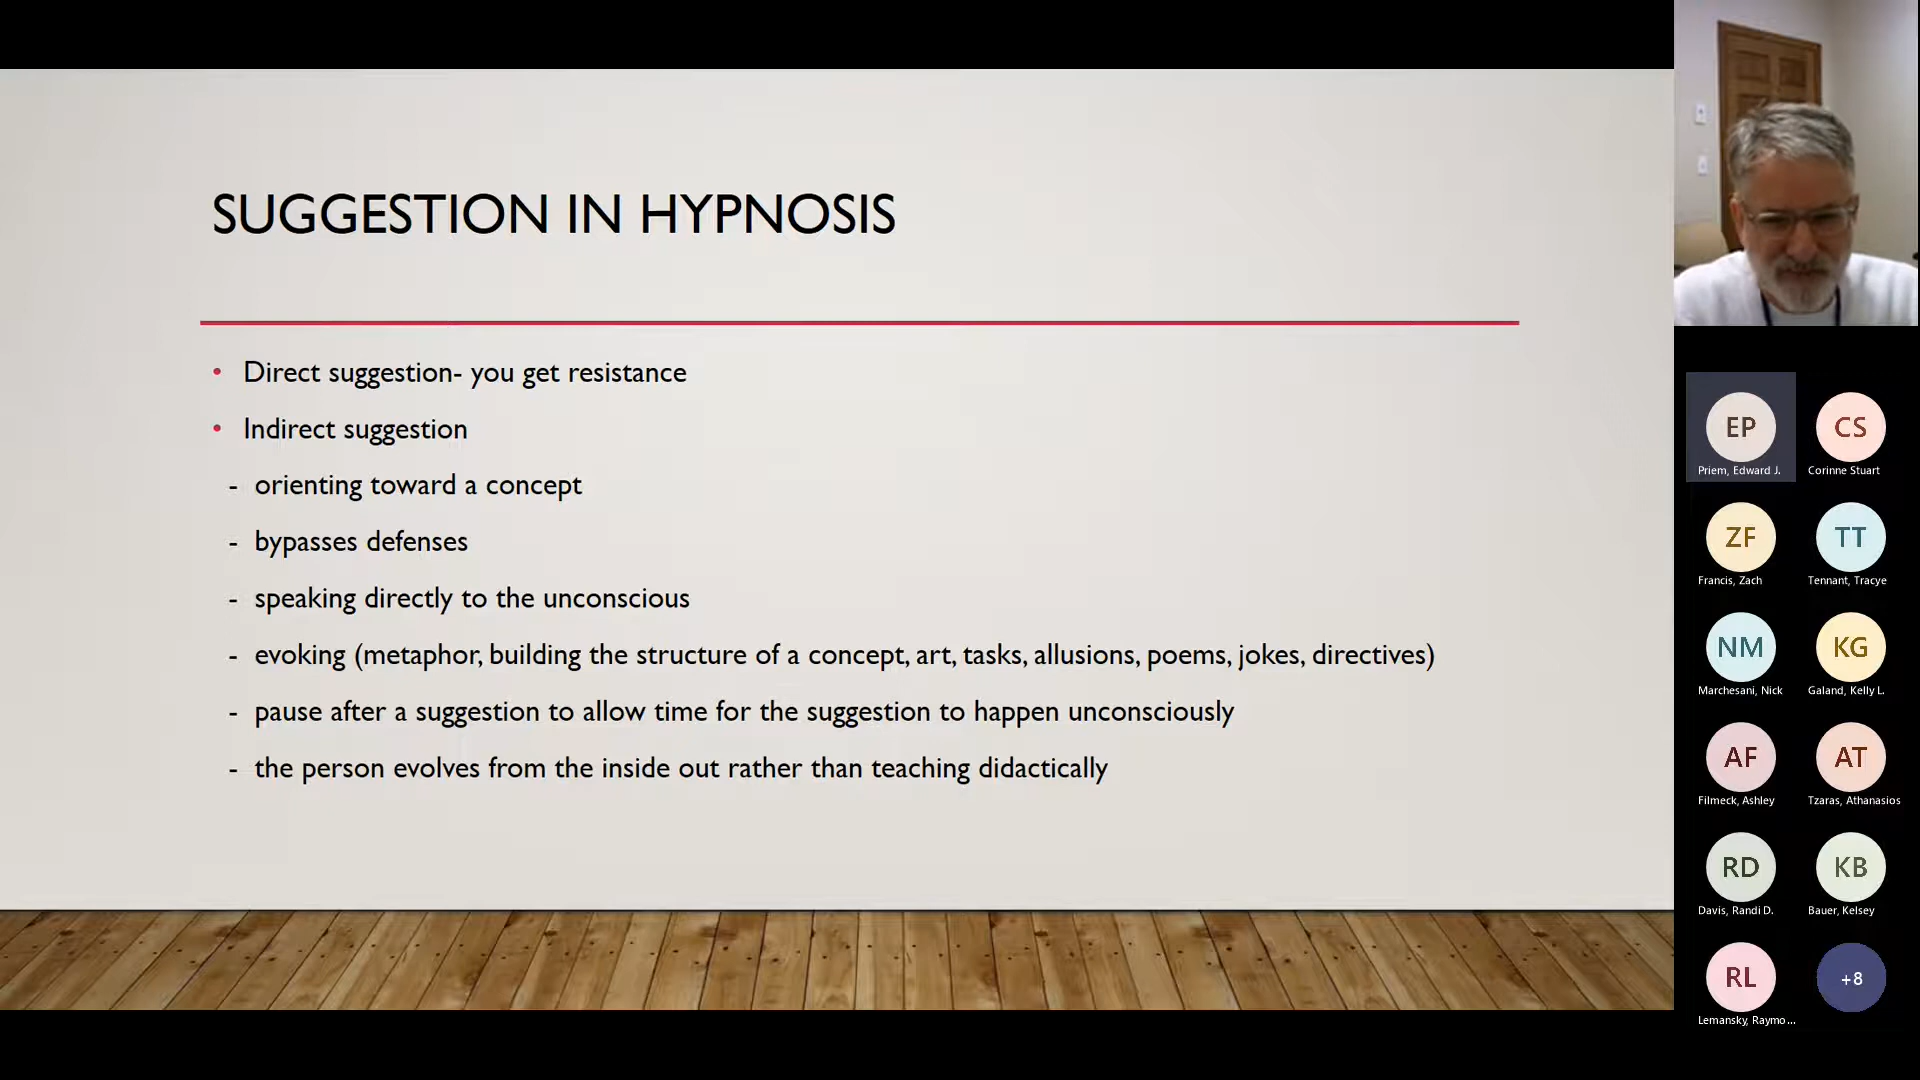 SUGGESTION IN HYPNOSIS
• Direct suggestion- you get resistance
• Indirect suggestion
- orienting toward a concept
- bypasses defenses
- speaking directly to the unconscious
- evoking (metaphor, building the structure of a concept, art, tasks, allusions, poems, jokes, directives)
- pause after a suggestion to allow time for the suggestion to happen unconsciously
- the person evolves from the inside out rather than teaching didactically
EP CS
Priem, Edward J. Corinne Stuart
ZF TT
Francis, Zach Tennant, Tracye
NM KG
Marchesani, Nick Galand, Kelly L.
AF AT
Filmeck, Ashley Tzaras, Athanasios
RD KB
Davis, Randi D. Bauer, Kelsey
RL +8
Lemansky, Raymo...